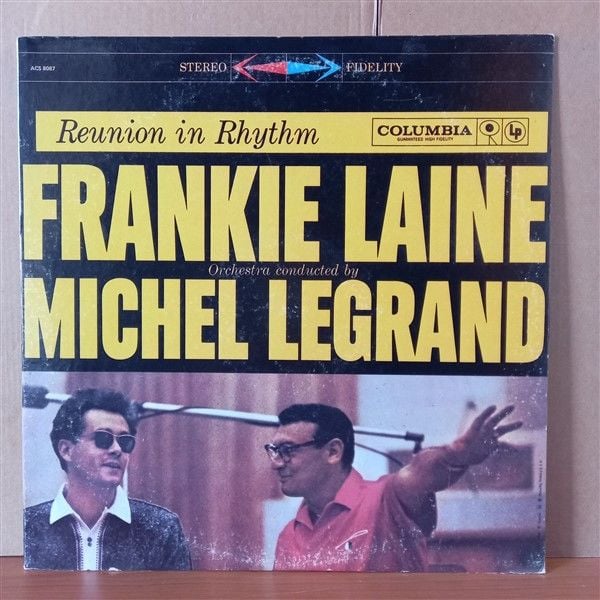 ACS 8087
STEREO FIDELITY
Reunion in Rhythm
COLUMBIA
GUARANTEED HIGH FIDELITY
LP
FRANKIE LAINE
Orchestra conducted by
MICHEL LEGRAND